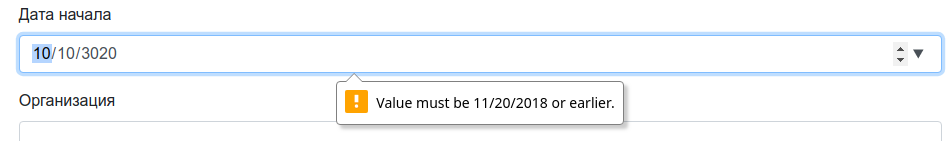 Дата начала
10/10/3020
Value must be 11/20/2018 or earlier.
Организация